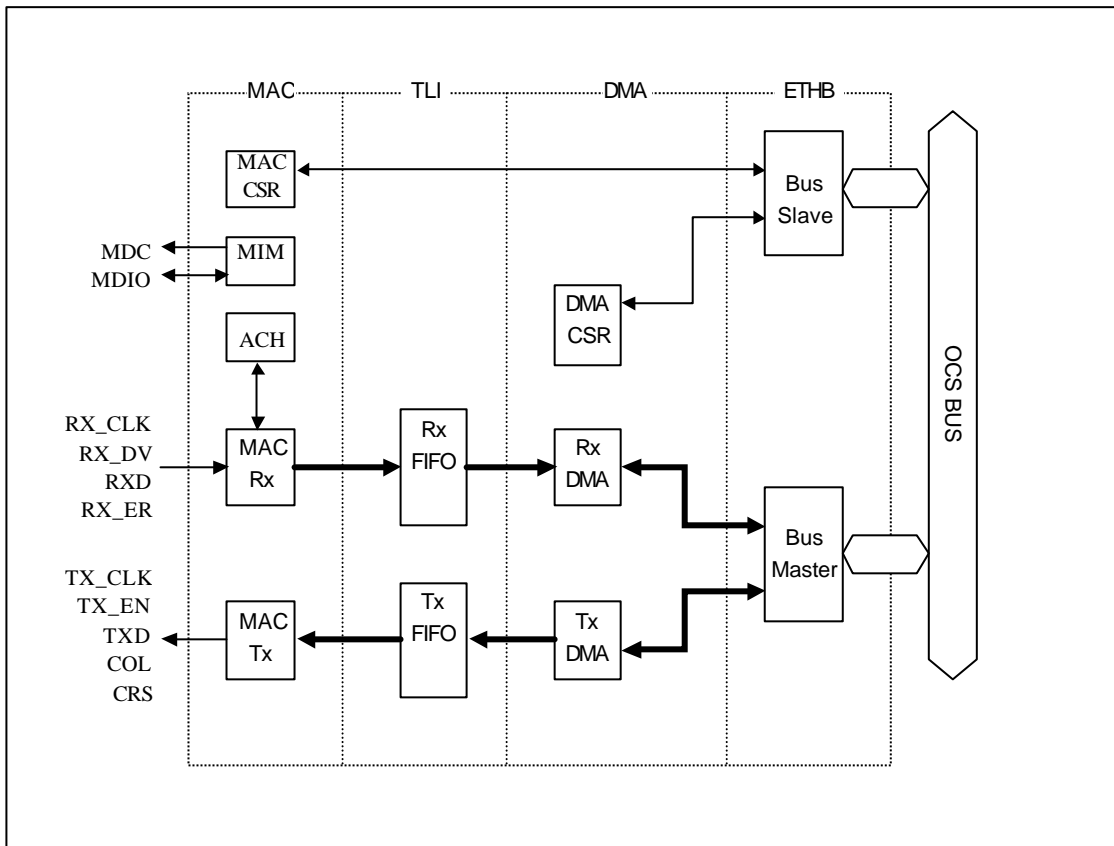 MAC
TLI
DMA
ETHB
MAC
CSR
Bus
Slave
MDC
MDIO
MIM
DMA
CSR
ACH
OCS BUS
RX_CLK
RX_DV
RXD
RX_ER
MAC
Rx
Rx
FIFO
Rx
DMA
Bus
Master
TX_CLK
TX_EN
TXD
COL
CRS
MAC
Tx
Tx
FIFO
Tx
DMA